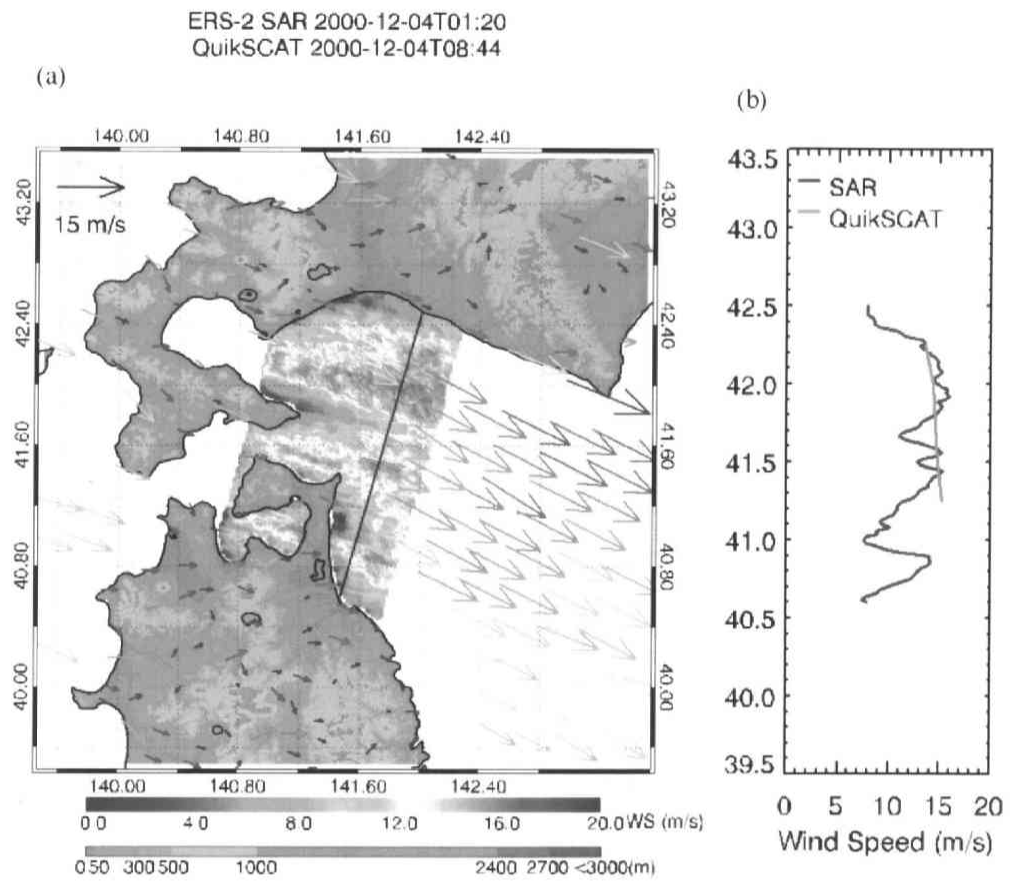 ERS-2 SAR 2000-12-04T01:20
QuikSCAT 2000-12-04T08:44
(a)
140.00 140.80 141.60 142.40
43.20
42.40
41.60
40.80
40.00
15 m/s
43.20
42.40
41.60
40.80
40.00
140.00 140.80 141.60 142.40
0.0 4.0 8.0 12.0 16.0 20.0 WS (m/s)
0 50 300 500 1000 2400 2700 <3000(m)
(b)
43.5
43.0
42.5
42.0
41.5
41.0
40.5
40.0
39.5
SAR
QuikSCAT
0 5 10 15 20
Wind Speed (m/s)